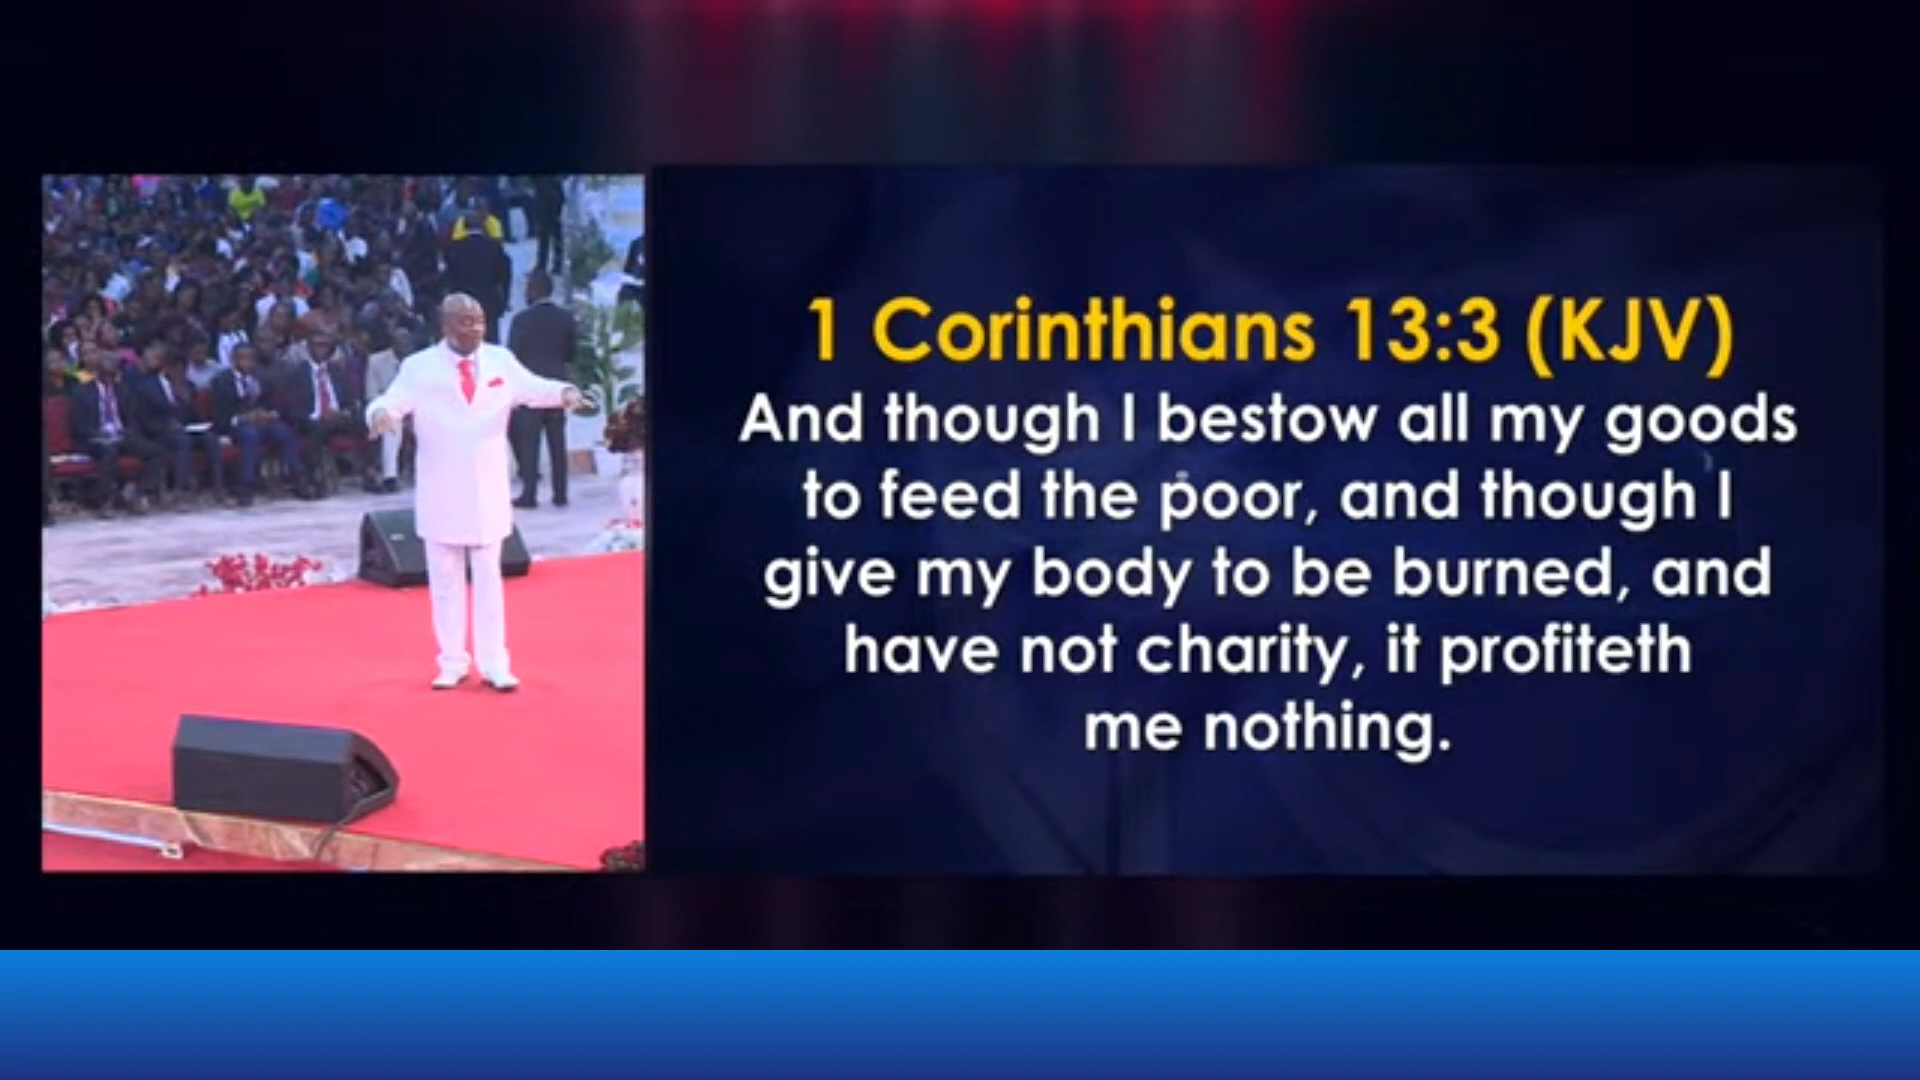 1 Corinthians 13:3 (KJV)
And though I bestow all my goods
to feed the poor, and though I
give my body to be burned, and
have not charity, it profiteth
me nothing.